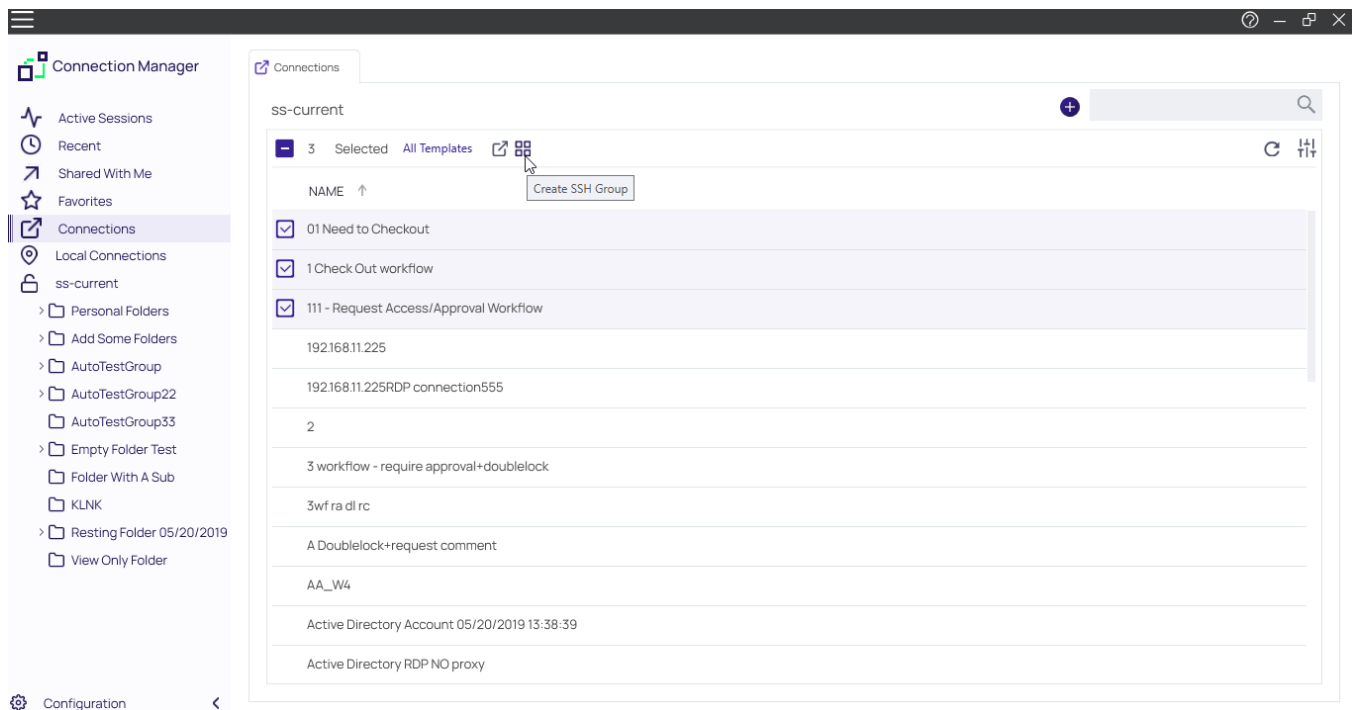 Connection Manager
Active Sessions
Recent
Shared With Me
Favorites
Connections
Local Connections
ss-current
Personal Folders
Add Some Folders
AutoTestGroup
AutoTestGroup22
AutoTestGroup33
Empty Folder Test
Folder With A Sub
KLNK
Resting Folder 05/20/2019
View Only Folder
Configuration
Connections
ss-current
3 Selected All Templates
Create SSH Group
NAME
01 Need to Checkout
1 Check Out workflow
111 - Request Access/Approval Workflow
192.168.11.225
192.168.11.225RDP connection555
2
3 workflow - require approval+doublelock
3wf ra dl rc
A Doublelock+request comment
AA_W4
Active Directory Account 05/20/2019 13:38:39
Active Directory RDP NO proxy